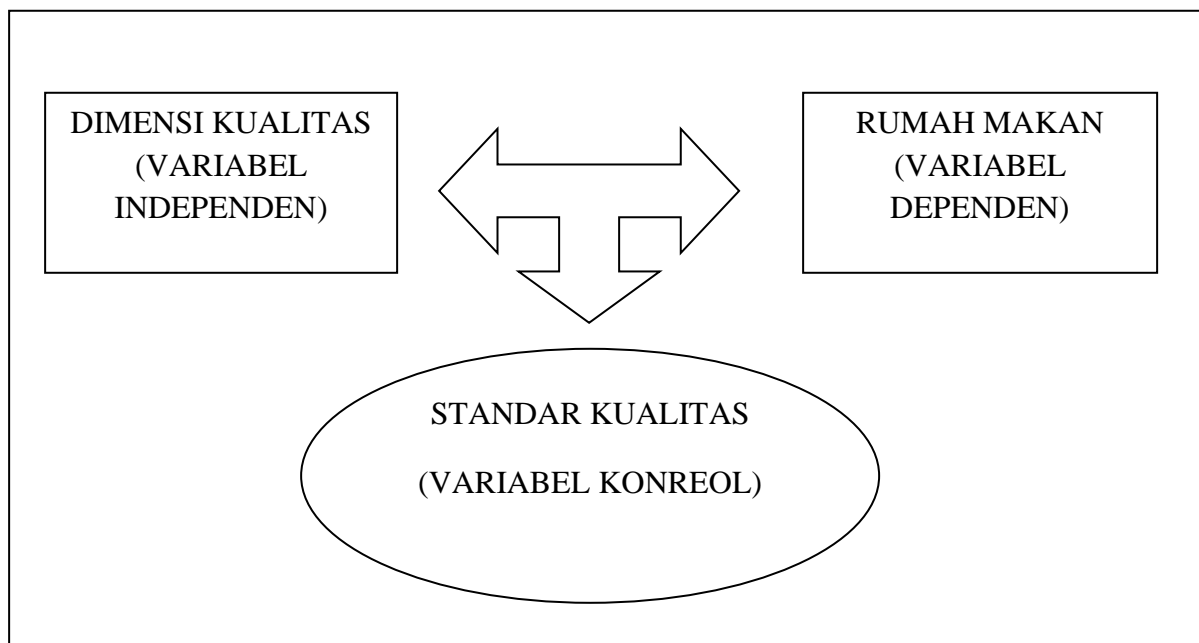 DIMENSI KUALITAS
(VARIABEL
INDEPENDEN)
RUMAH MAKAN
(VARIABEL
DEPENDEN)
STANDAR KUALITAS
(VARIABEL KONREOL)